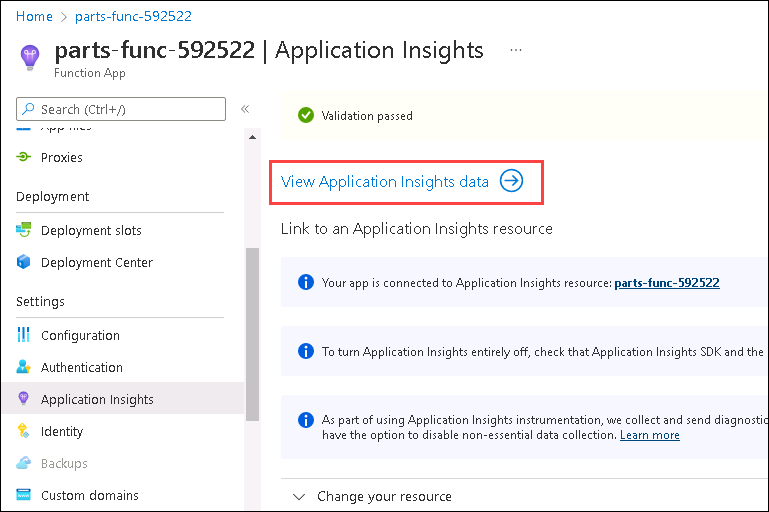 Home > parts-func-592522
parts-func-592522 | Application Insights ...
Function App
Search (Ctrl+/) «
App files
Proxies
Deployment
Deployment slots
Deployment Center
Settings
Configuration
Authentication
Application Insights
Identity
Backups
Custom domains
Validation passed
View Application Insights data
Link to an Application Insights resource
Your app is connected to Application Insights resource: parts-func-592522
To turn Application Insights entirely off, check that Application Insights SDK and the
As part of using Application Insights instrumentation, we collect and send diagnostic
have the option to disable non-essential data collection. Learn more
Change your resource